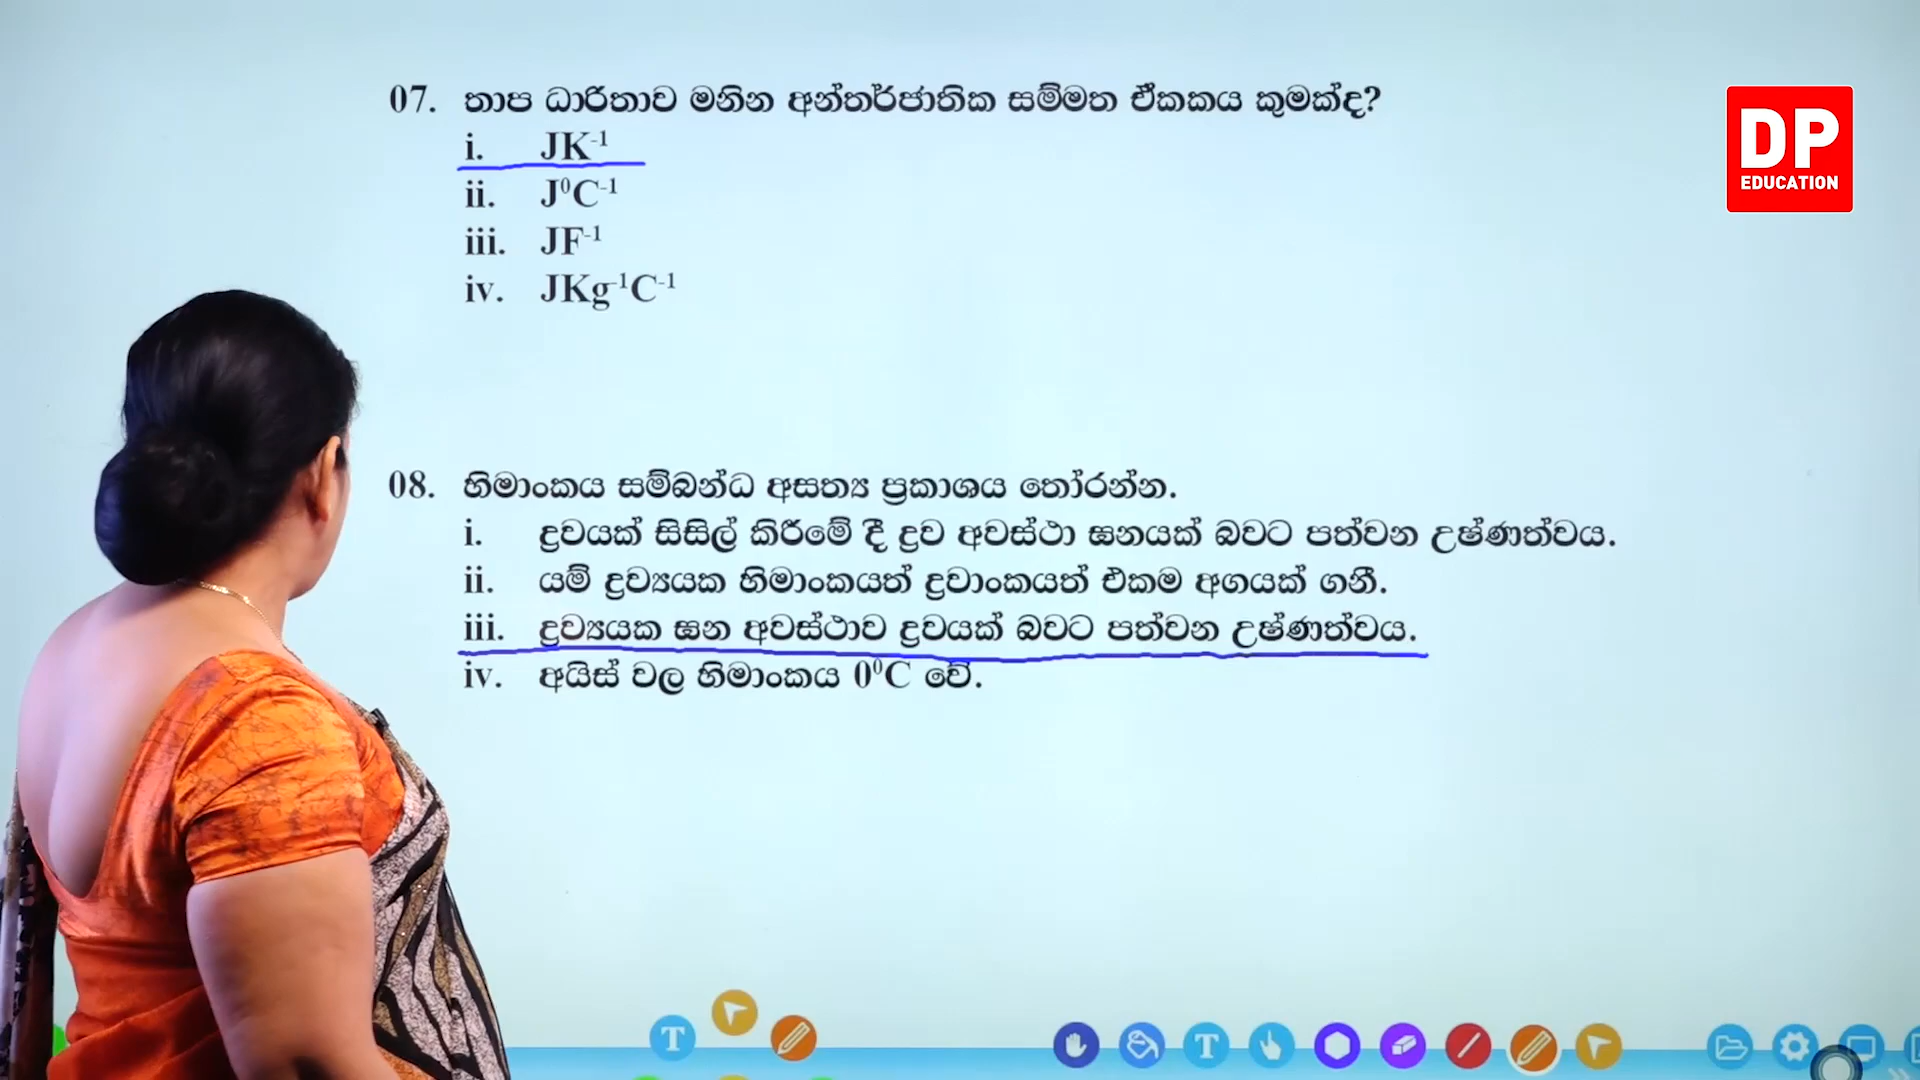 07. තාප ධාරිතාව මනින අන්තර්ජාතික සම්මත ඒකකය කුමක්ද?
i. JK⁻¹
ii. J⁰C⁻¹
iii. JF⁻¹
iv. JKg⁻¹C⁻¹
DP
EDUCATION
08. හිමාංකය සම්බන්ධ අසත්‍ය ප්‍රකාශය තෝරන්න.
i. ද්‍රවයක් සිසිල් කිරීමේ දී ද්‍රව අවස්ථා ඝනයක් බවට පත්වන උෂ්ණත්වය.
ii. යම් ද්‍රව්‍යයක හිමාංකයත් ද්‍රවාංකයත් එකම අගයක් ගනී.
iii. ද්‍රව්‍යයක ඝන අවස්ථාව ද්‍රවයක් බවට පත්වන උෂ්ණත්වය.
iv. අයිස් වල හිමාංකය 0⁰C වේ.